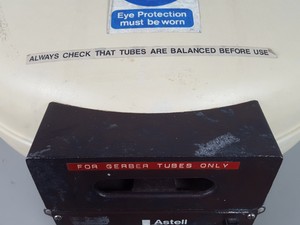 Eye Protection
must be worn
ALWAYS CHECK THAT TUBES ARE BALANCED BEFORE USE
FOR GERBER TUBES ONLY
Astell